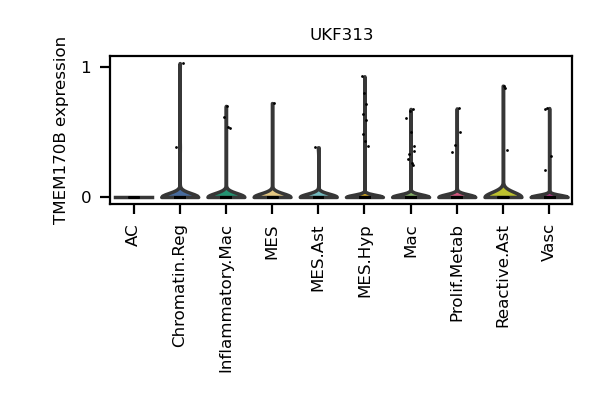 UKF313
TMEM170B expression
1
0
AC
Chromatin.Reg
Inflammatory.Mac
MES
MES.Ast
MES.Hyp
Mac
Prolif.Metab
Reactive.Ast
Vasc